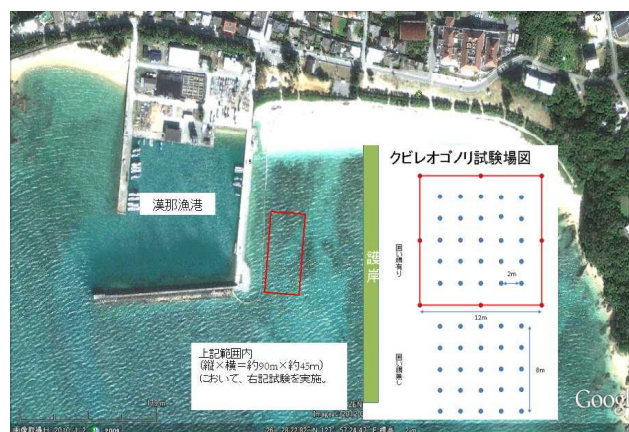 クビレオゴノリ試験場図
漢那漁港
護岸
囲い網有り
2m
12m
囲い網無し
8m
上記範囲内
(縦×横=約90m×約45m)
において、右記試験を実施。
Goog